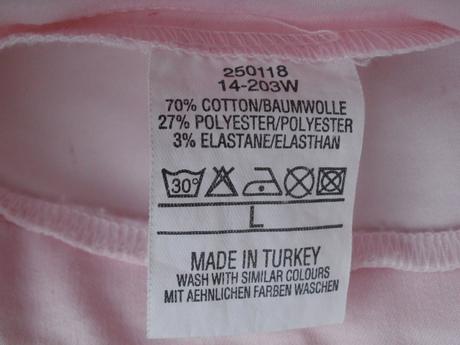 250118
14-203W
70% COTTON/BAUMWOLLE
27% POLYESTER/POLYESTER
3% ELASTANE/ELASTHAN
30°
L
MADE IN TURKEY
WASH WITH SIMILAR COLOURS
MIT AEHNLICHEN FARBEN WASCHEN